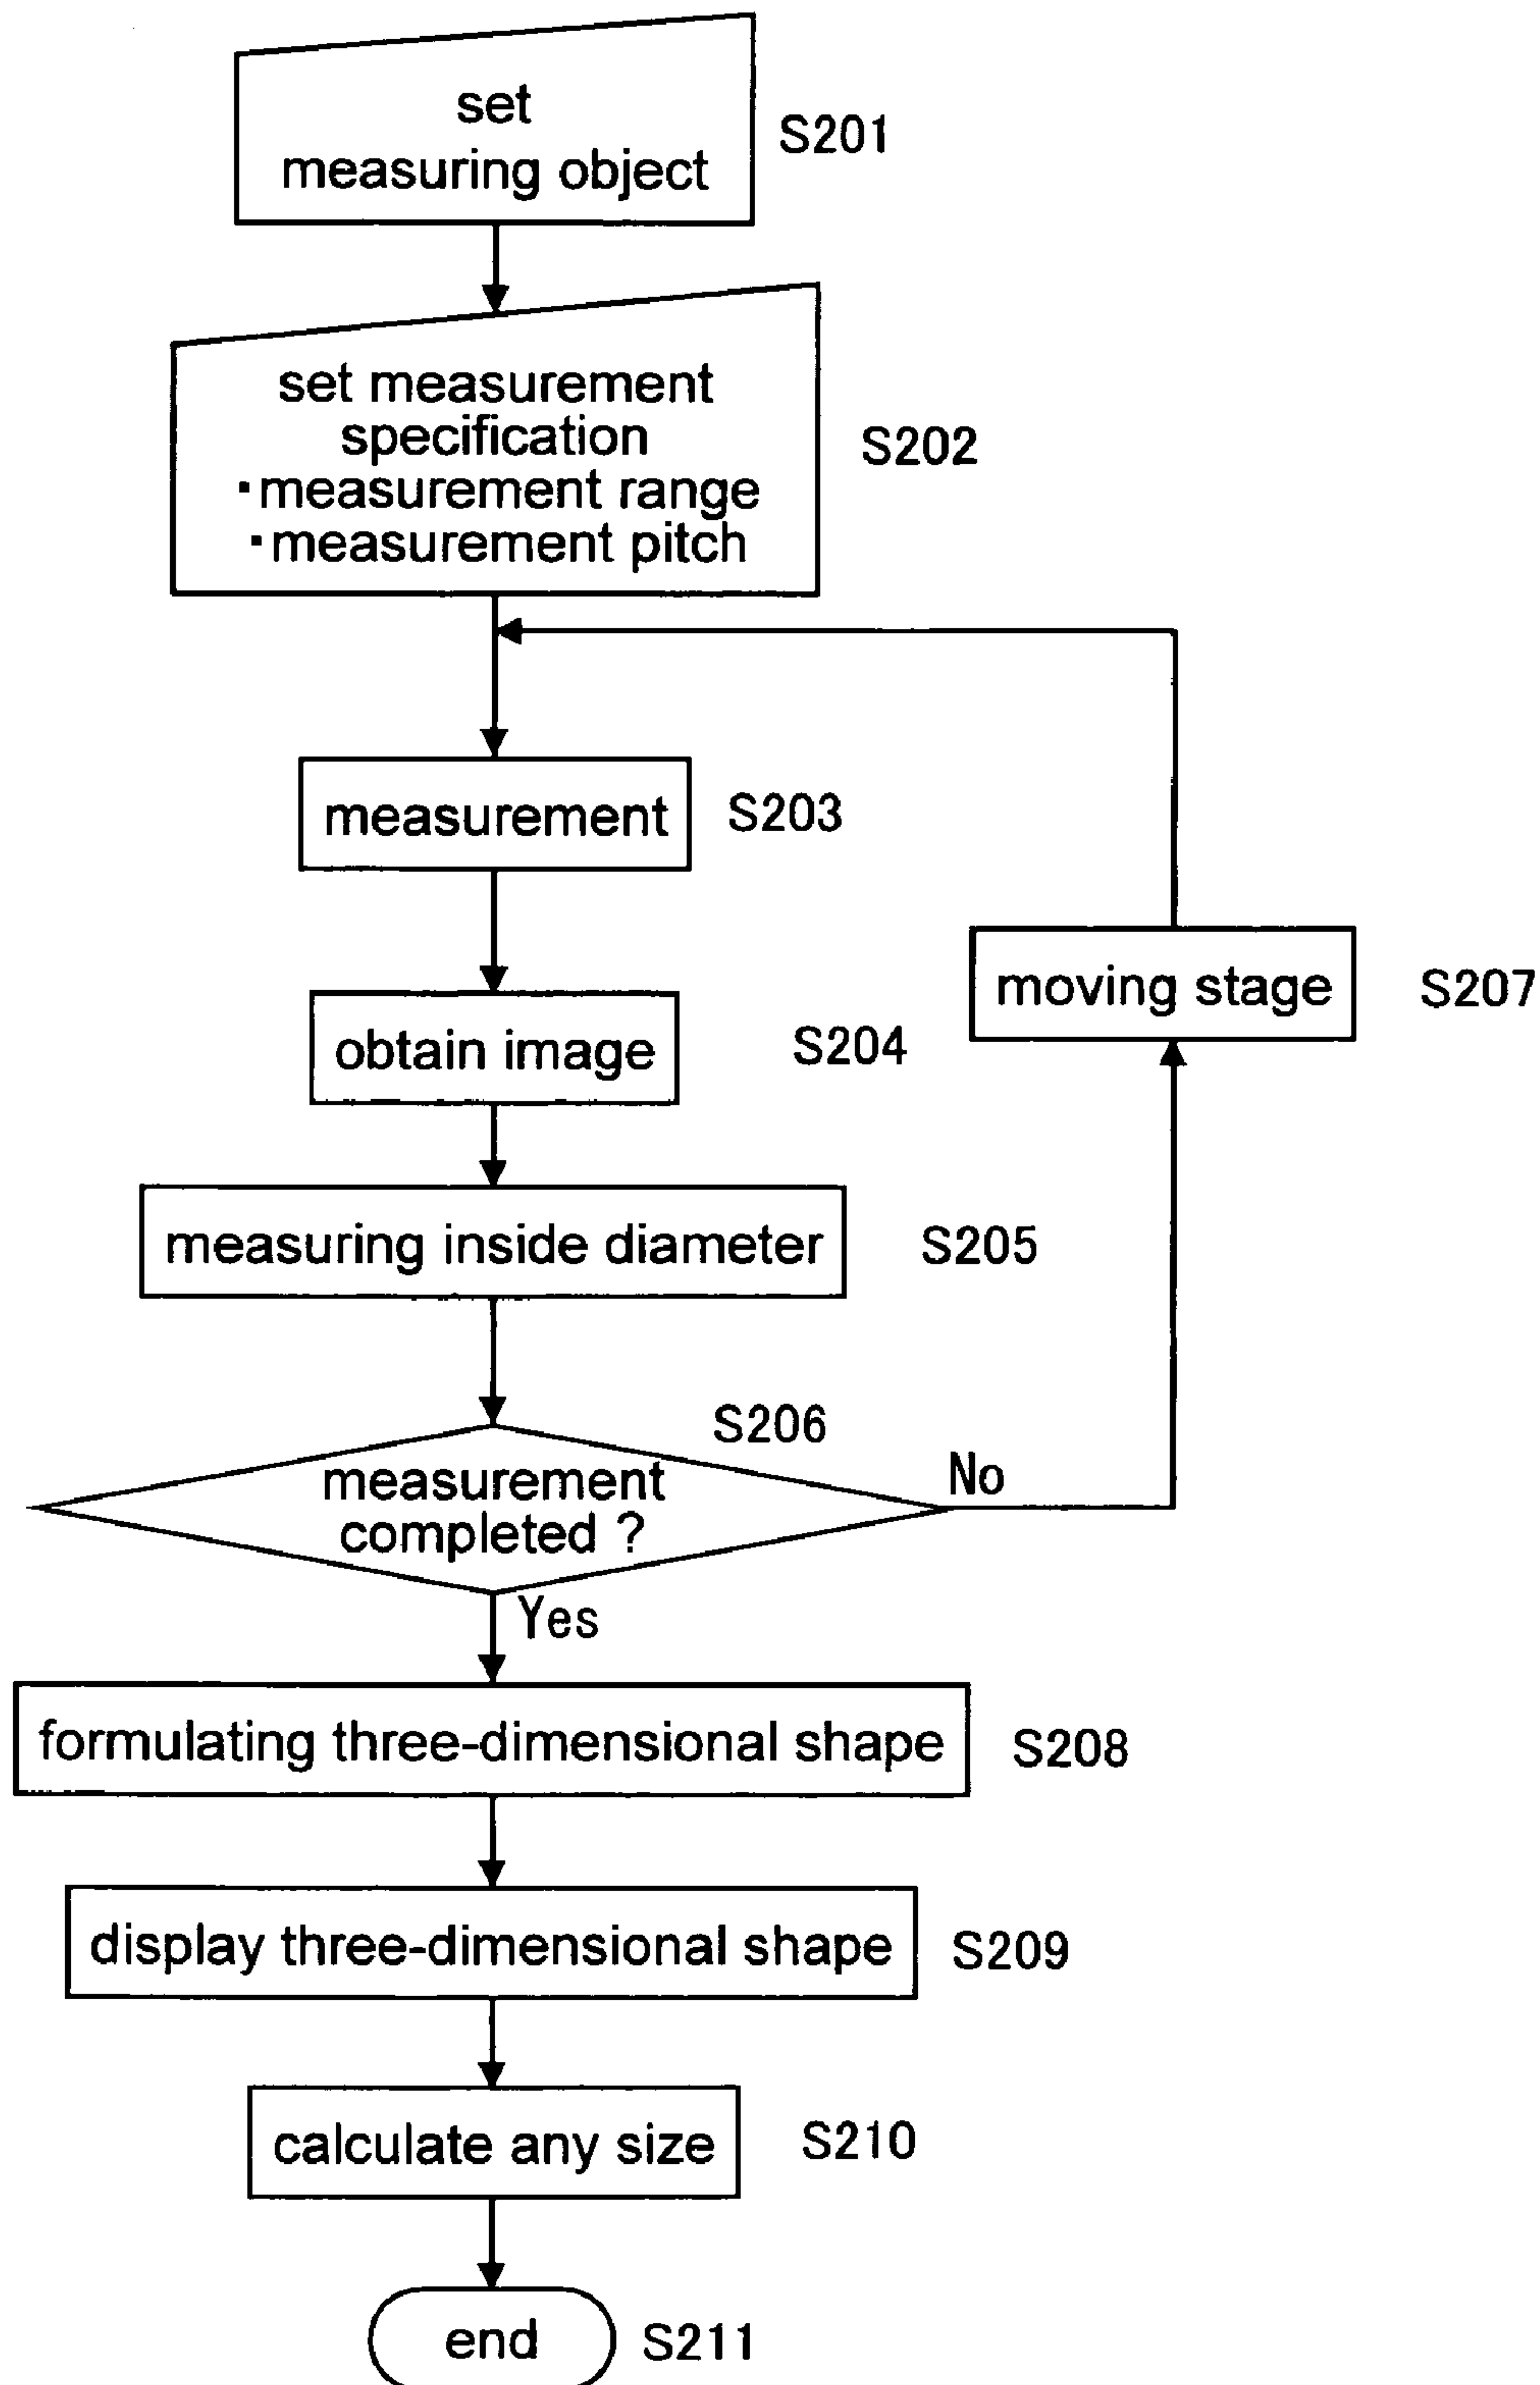 set
measuring object
S201
set measurement
specification
・measurement range
・measurement pitch
S202
measurement
S203
moving stage
S207
obtain image
S204
measuring inside diameter
S205
S206
measurement
completed ?
No
Yes
formulating three-dimensional shape
S208
display three-dimensional shape
S209
calculate any size
S210
end
S211